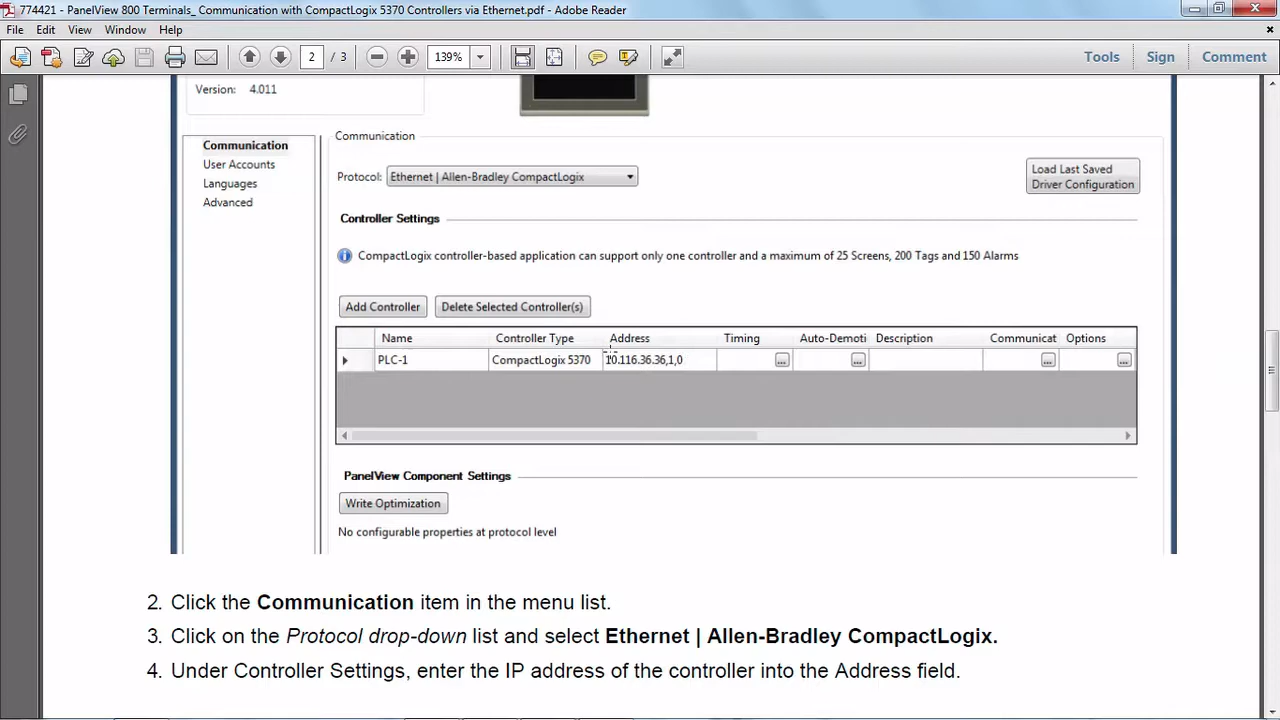 774421 - PanelView 800 Terminals_ Communication with CompactLogix 5370 Controllers via Ethernet.pdf - Adobe Reader
File Edit View Window Help
2 / 3 139% Tools Sign Comment
Version: 4.011
Communication
User Accounts
Languages
Advanced
Communication
Protocol: Ethernet | Allen-Bradley CompactLogix
Load Last Saved
Driver Configuration
Controller Settings
CompactLogix controller-based application can support only one controller and a maximum of 25 Screens, 200 Tags and 150 Alarms
Add Controller Delete Selected Controller(s)
Name Controller Type Address Timing Auto-Demoti Description Communicat Options
PLC-1 CompactLogix 5370 10.116.36.36,1,0 ... ... ... ...
PanelView Component Settings
Write Optimization
No configurable properties at protocol level
2. Click the Communication item in the menu list.
3. Click on the Protocol drop-down list and select Ethernet | Allen-Bradley CompactLogix.
4. Under Controller Settings, enter the IP address of the controller into the Address field.